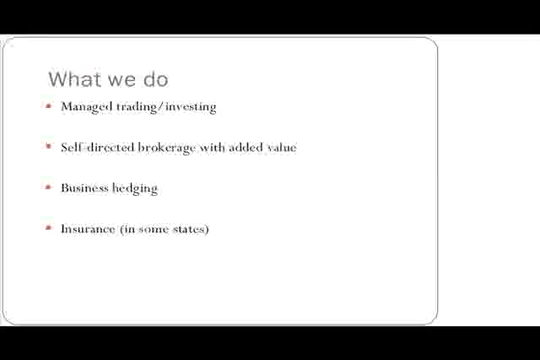 What we do
Managed trading/investing
Self-directed brokerage with added value
Business hedging
Insurance (in some states)